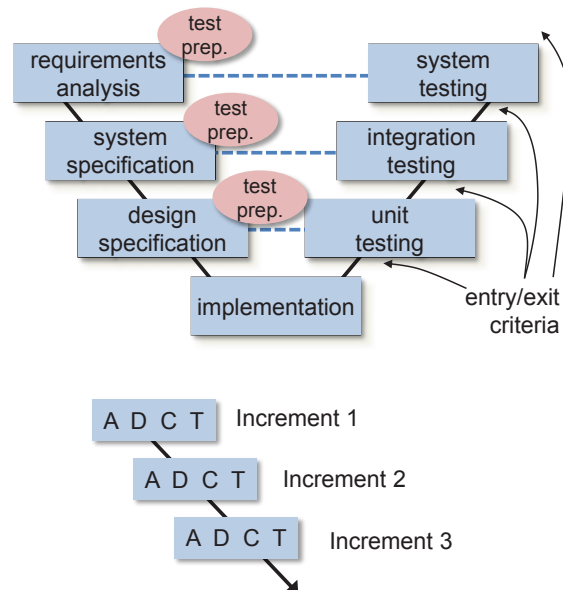 test
prep.
requirements
analysis
system
testing
test
prep.
system
specification
integration
testing
test
prep.
design
specification
unit
testing
implementation
entry/exit
criteria
A D C T
Increment 1
A D C T
Increment 2
A D C T
Increment 3